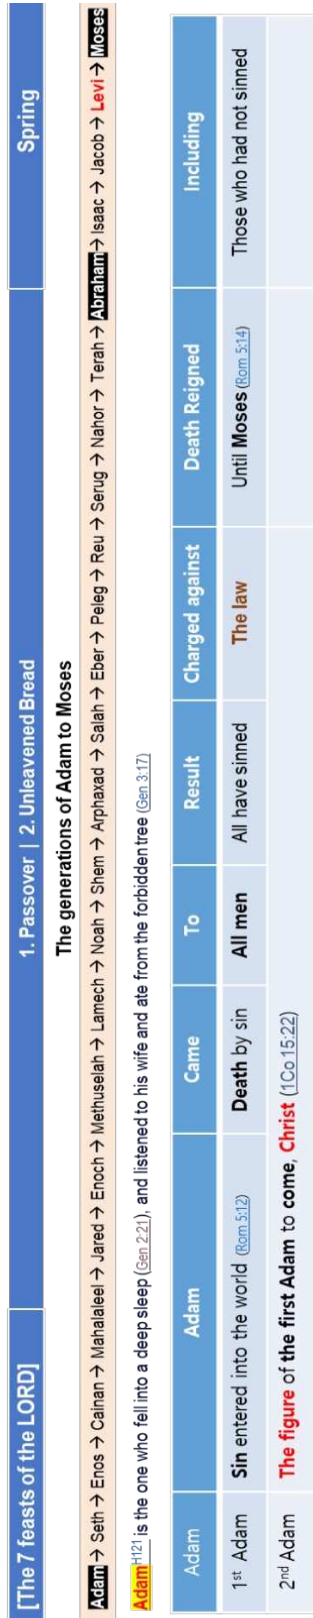 [The 7 feasts of the LORD] 1. Passover | 2. Unleavened Bread Spring
The generations of Adam to Moses
Adam → Seth → Enos → Cainan → Mahalaleel → Jared → Enoch → Methuselah → Lamech → Noah → Shem → Arphaxad → Salah → Eber → Peleg → Reu → Serug → Nahor → Terah → Abraham → Isaac → Jacob → Levi → Moses
Adam H121 is the one who fell into a deep sleep (Gen 2:21), and listened to his wife and ate from the forbidden tree (Gen 3:17)
Adam Adam Came To Result Charged against Death Reigned Including
1st Adam Sin entered into the world (Rom 5:12) Death by sin All men All have sinned The law Until Moses (Rom 5:14) Those who had not sinned
2nd Adam The figure of the first Adam to come, Christ (1Co 15:22)